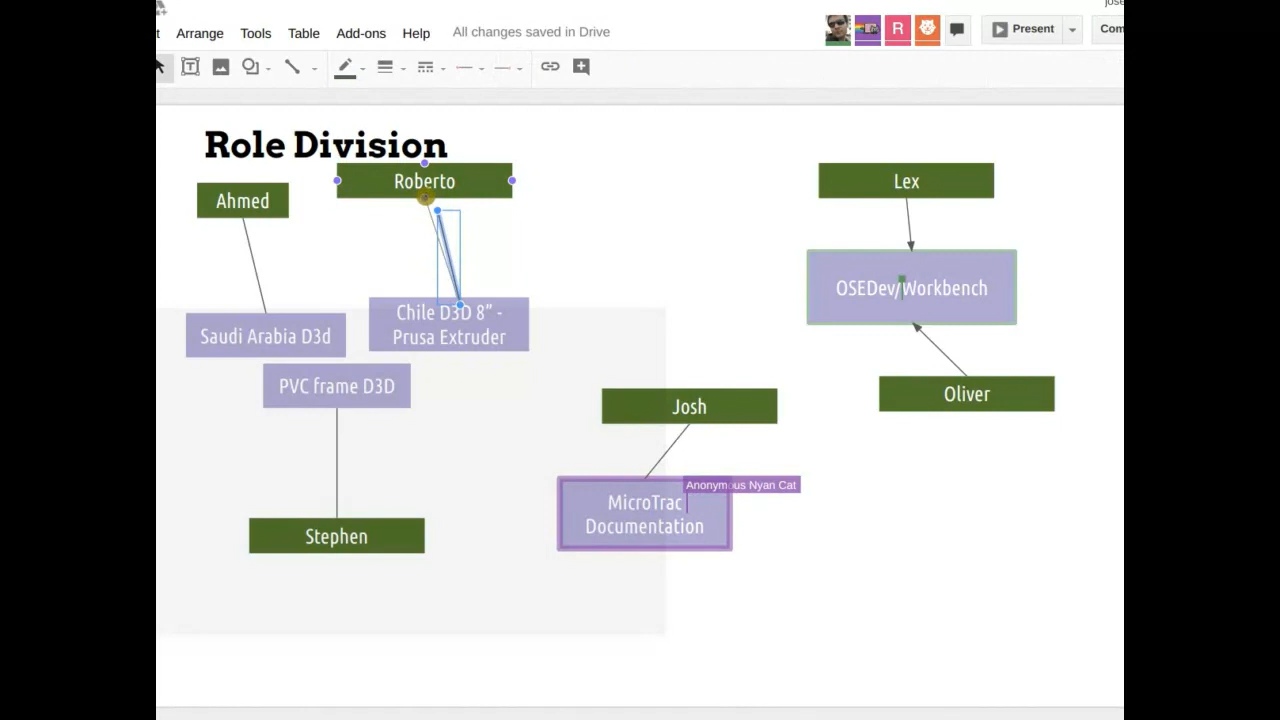 Arrange Tools Table Add-ons Help All changes saved in Drive R Present
Role Division
Roberto
Lex
Ahmed
OSEDev/Workbench
Chile D3D 8” -
Prusa Extruder
Saudi Arabia D3d
PVC frame D3D
Oliver
Josh
Anonymous Nyan Cat
MicroTrac
Documentation
Stephen